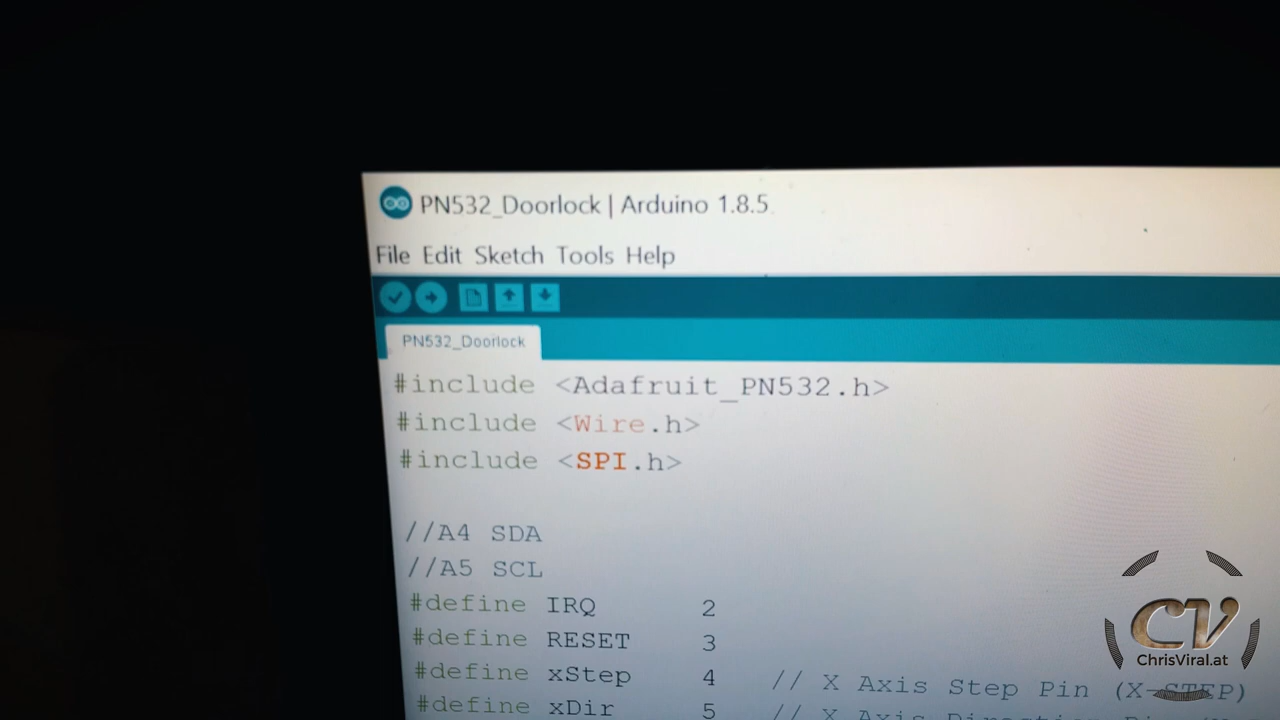 PN532_Doorlock | Arduino 1.8.5
File Edit Sketch Tools Help
PN532_Doorlock
#include <Adafruit_PN532.h>
#include <Wire.h>
#include <SPI.h>
//A4 SDA
//A5 SCL
#define IRQ 2
#define RESET 3
#define xStep 4 // X Axis Step Pin (X-STEP)
#define xDir 5 // X Axis Direction
CV
ChrisViral.at